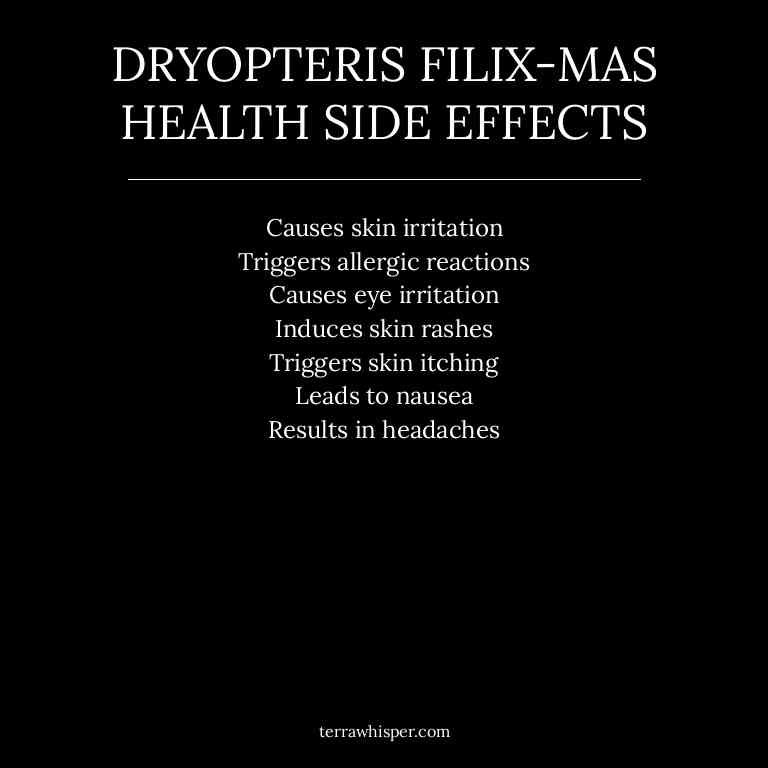 DRYOPTERIS FILIX-MAS
HEALTH SIDE EFFECTS
Causes skin irritation
Triggers allergic reactions
Causes eye irritation
Induces skin rashes
Triggers skin itching
Leads to nausea
Results in headaches
terrawhisper.com